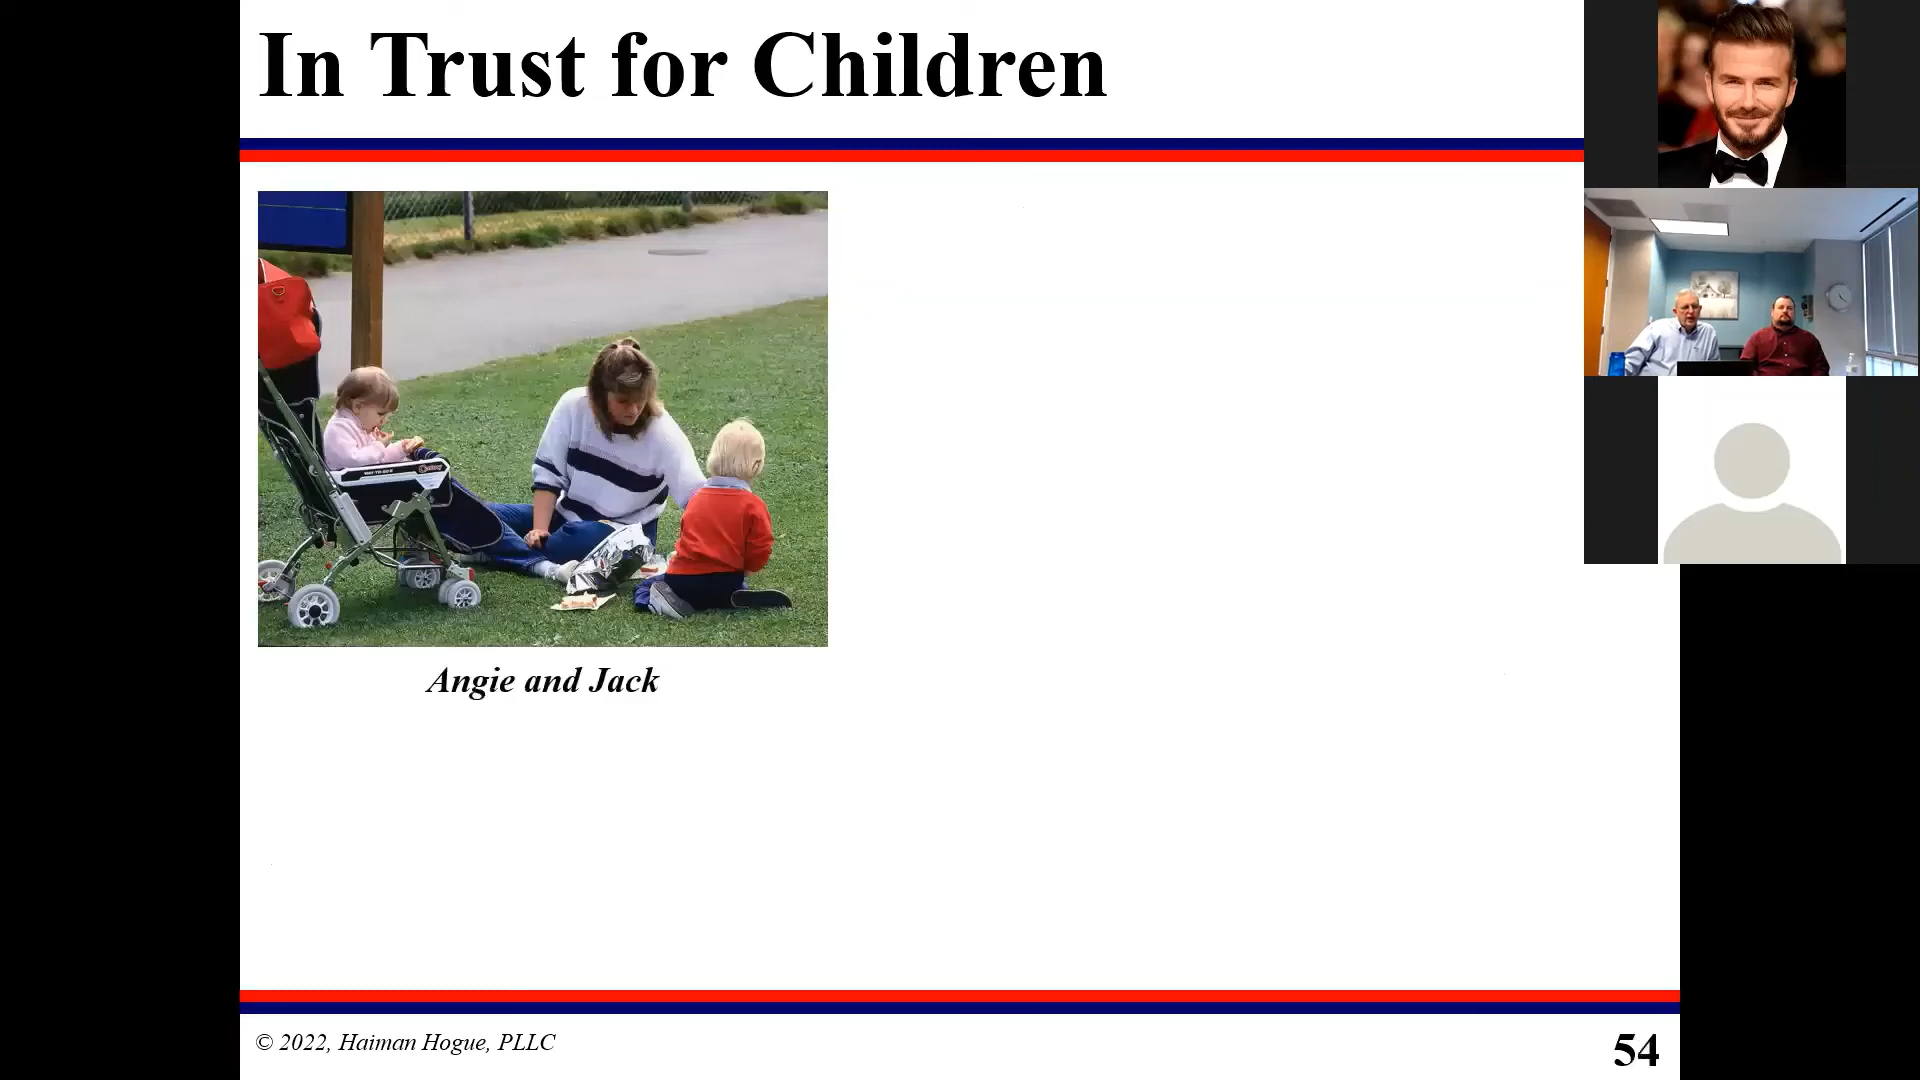 In Trust for Children
Angie and Jack
© 2022, Haiman Hogue, PLLC
54